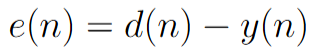 e(n) = d(n) − y(n)